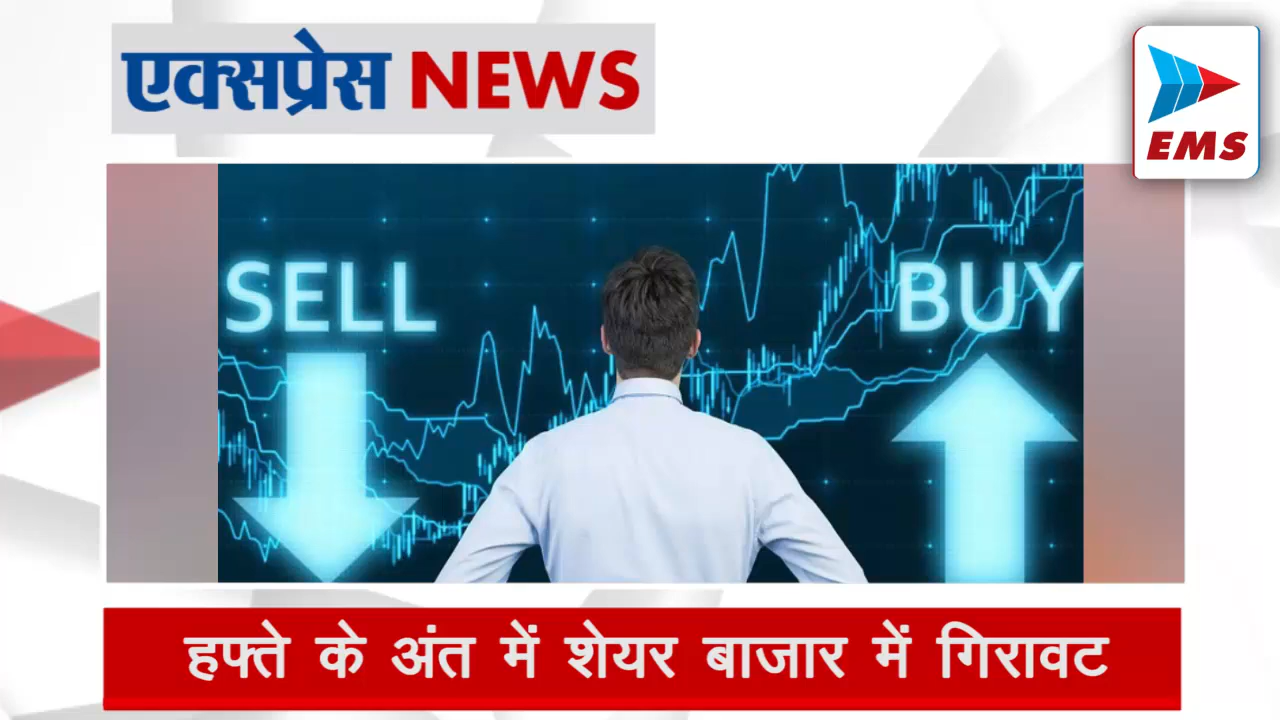 एक्सप्रेस NEWS
EMS
SELL
BUY
हफ्ते के अंत में शेयर बाजार में गिरावट